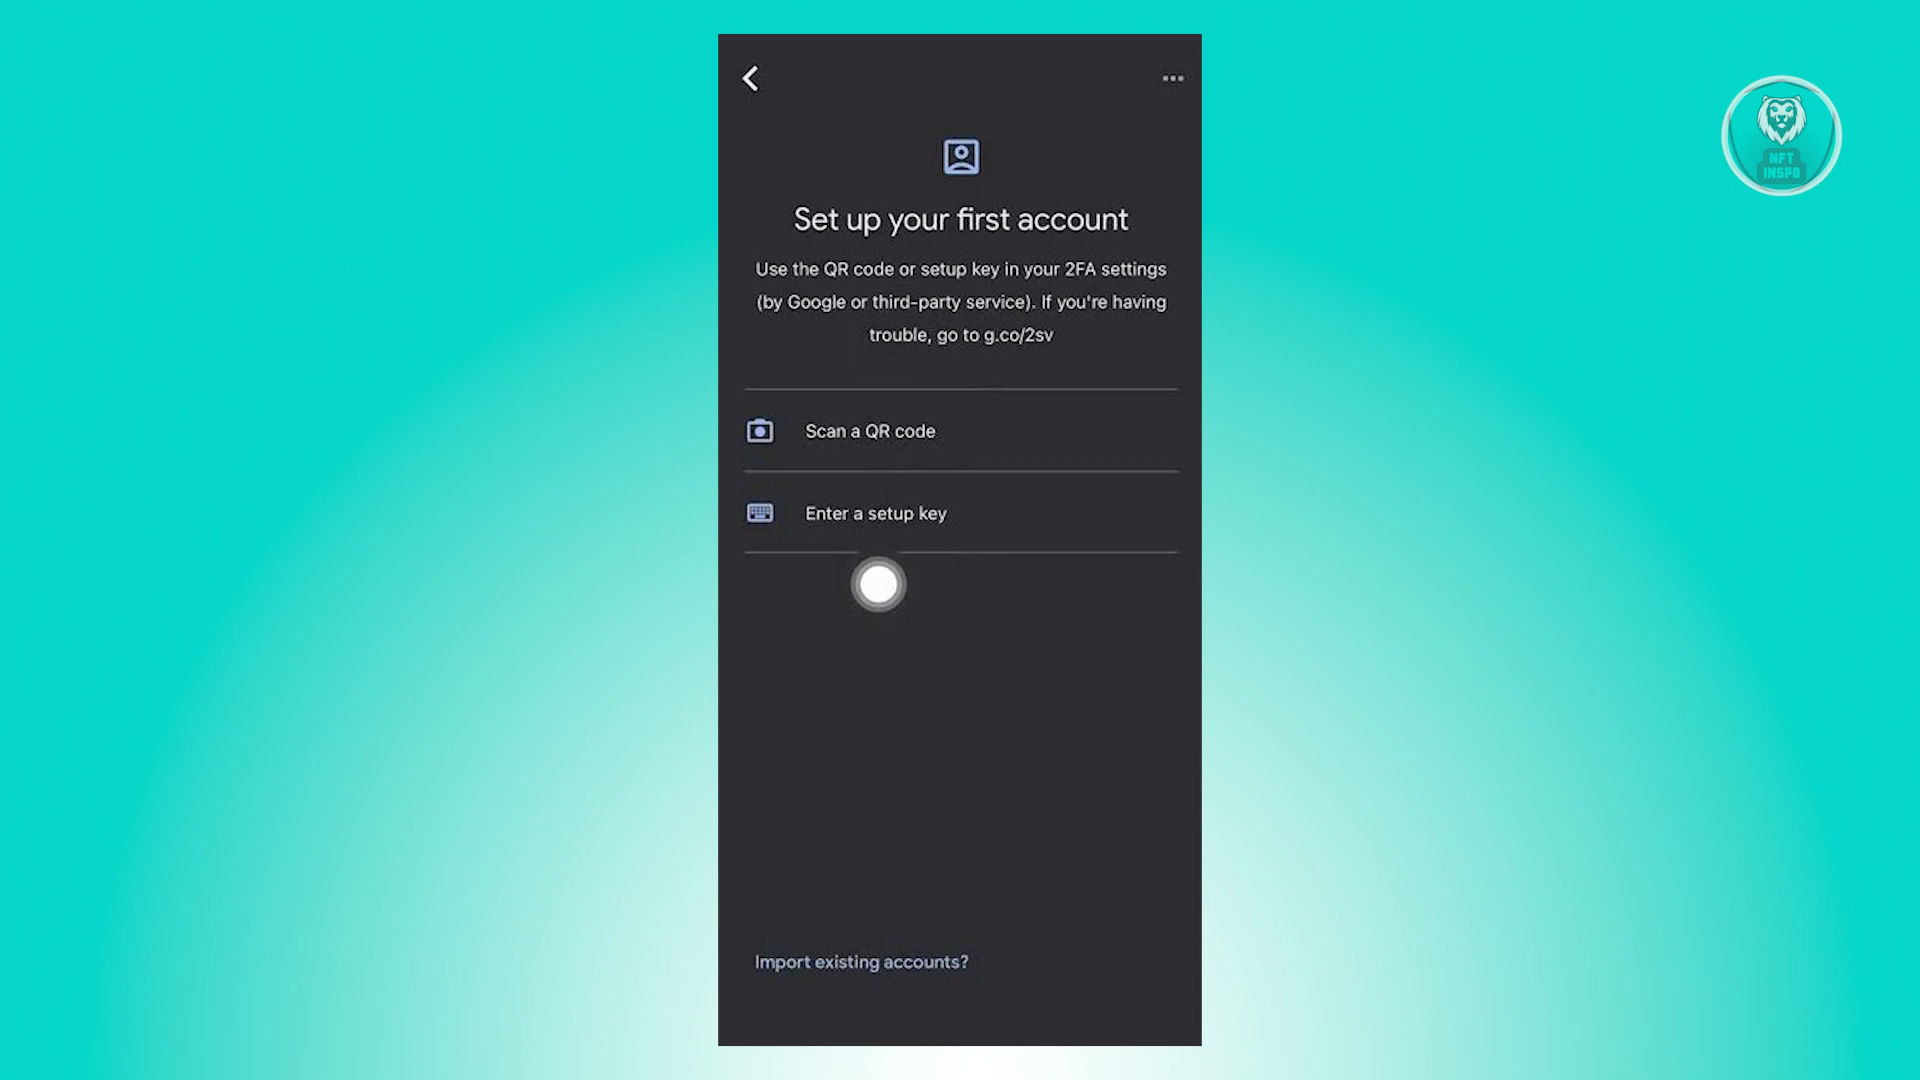 NFT
INSPO
Set up your first account
Use the QR code or setup key in your 2FA settings
(by Google or third-party service). If you're having
trouble, go to g.co/2sv
Scan a QR code
Enter a setup key
Import existing accounts?